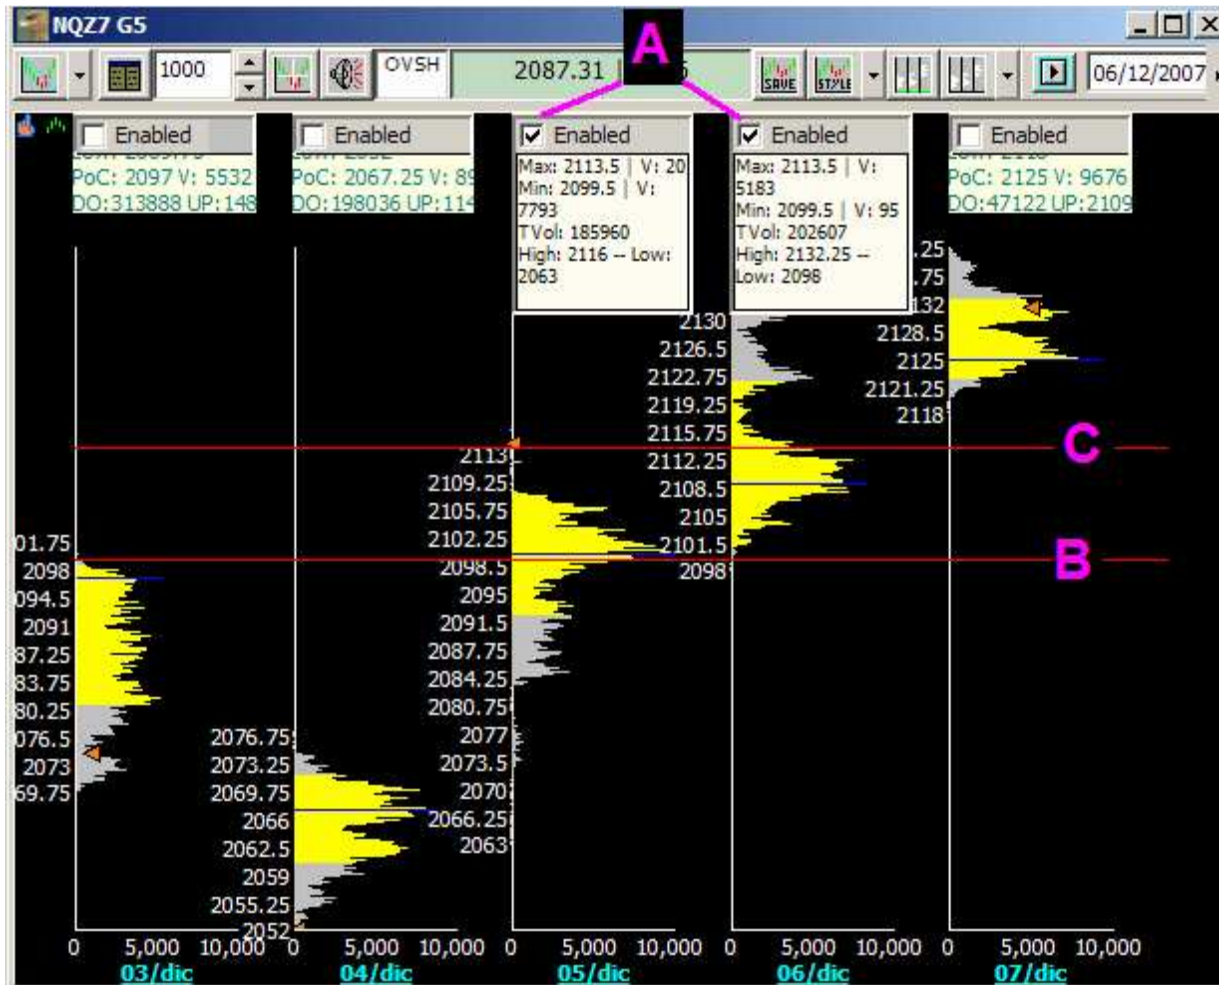 NQZ7 G5
A
1000
OVSH
2087.31
SAVE
STYLE
06/12/2007
Enabled
Enabled
Enabled
Enabled
Enabled
PoC: 2097 V: 5532
DO:313888 UP:148
PoC: 2067.25 V: 89
DO:198036 UP:114
Max: 2113.5 | V: 20
Min: 2099.5 | V:
7793
TVol: 185960
High: 2116 -- Low:
2063
Max: 2113.5 | V:
5183
Min: 2099.5 | V: 95
TVol: 202607
High: 2132.25 --
Low: 2098
PoC: 2125 V: 9676
DO:47122 UP:2109
01.75
2098
094.5
2091
87.25
83.75
80.25
076.5
2073
69.75
2076.75
2073.25
2069.75
2066
2062.5
2059
2055.25
2052
2113
2109.25
2105.75
2102.25
2098.5
2095
2091.5
2087.75
2084.25
2080.75
2077
2073.5
2070
2066.25
2063
2130
2126.5
2122.75
2119.25
2115.75
2112.25
2108.5
2105
2101.5
2098
.25
.75
132
2128.5
2125
2121.25
2118
C
B
0 5,000 10,000
0 5,000 10,000
0 5,000 10,000
0 5,000 10,000
0 5,000 10,000
03/dic
04/dic
05/dic
06/dic
07/dic